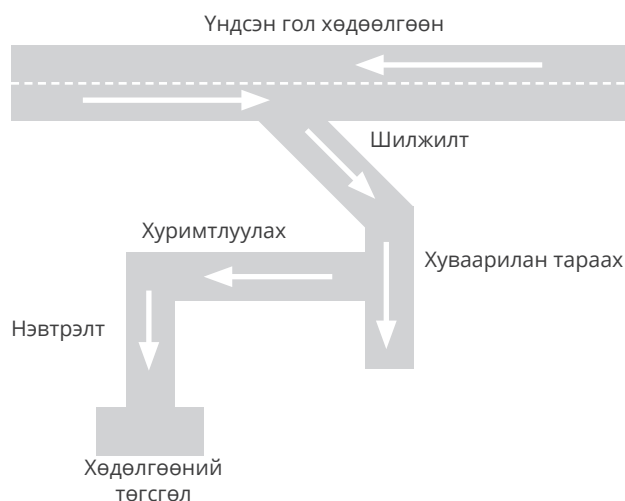 Үндсэн гол хөдөөлгөөн
Шилжилт
Хуримтлуулах
Хуваарилан тараах
Нэвтрэлт
Хөдөлгөөний
төгсгөл